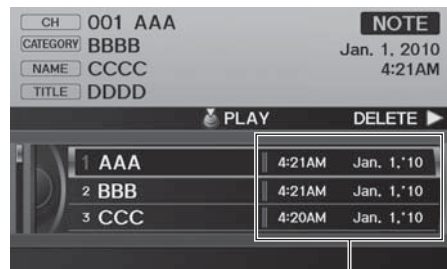 CH 001 AAA NOTE
CATEGORY BBBB Jan. 1, 2010
NAME CCCC 4:21AM
TITLE DDDD
PLAY DELETE
1 AAA 4:21AM Jan. 1,'10
2 BBB 4:21AM Jan. 1,'10
3 CCC 4:20AM Jan. 1,'10